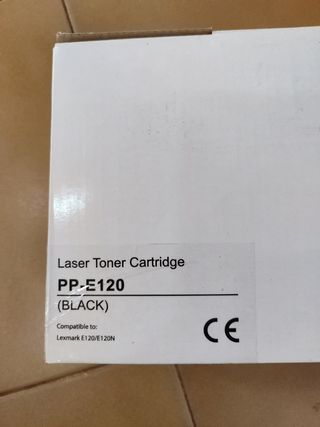 Laser Toner Cartridge
PP-E120
(BLACK)
Compatible to:
Lexmark E120/E120N
CE